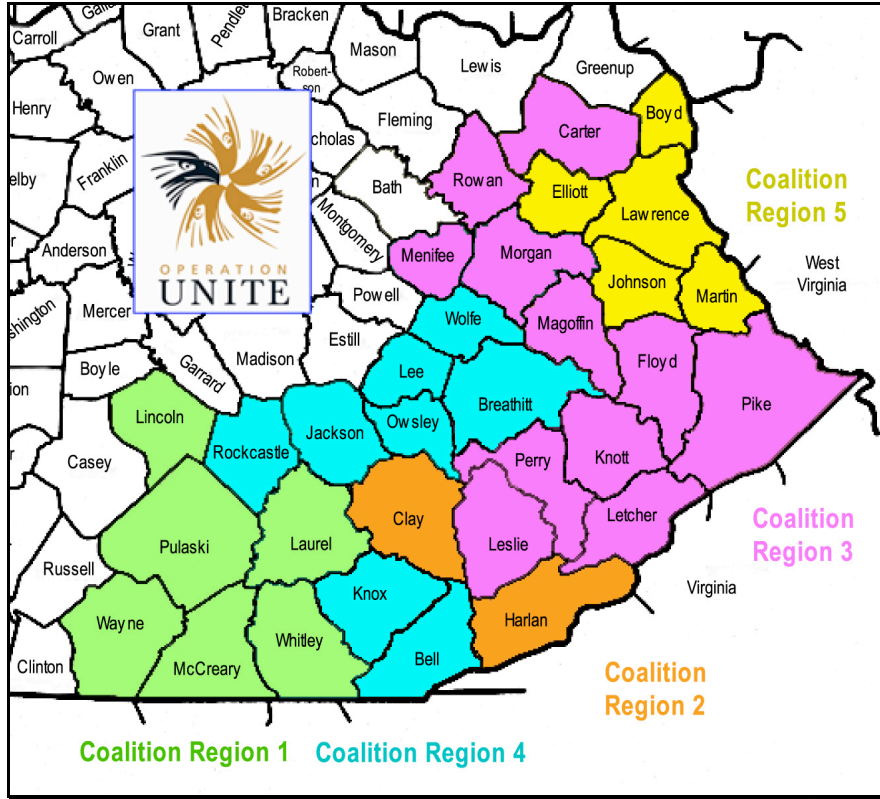 Carroll
Grant
Bracken
Mason
Lewis
Greenup
Owen
Robert-
son
Henry
Boyd
Fleming
Carter
Franklin
Bath
Rowan
Elliott
Lawrence
Coalition
Region 5
Montgomery
Anderson
Menifee
Morgan
West
Virginia
OPERATION
UNITE
Powell
Johnson
Martin
Mercer
Wolfe
Magoffin
Estill
Madison
Garrard
Boyle
Lee
Floyd
Pike
Lincoln
Breathitt
Owsley
Jackson
Rockcastle
Casey
Perry
Knott
Clay
Letcher
Coalition
Region 3
Pulaski
Laurel
Leslie
Russell
Virginia
Knox
Wayne
Harlan
Whitley
Clinton
McCreary
Bell
Coalition
Region 2
Coalition Region 1
Coalition Region 4